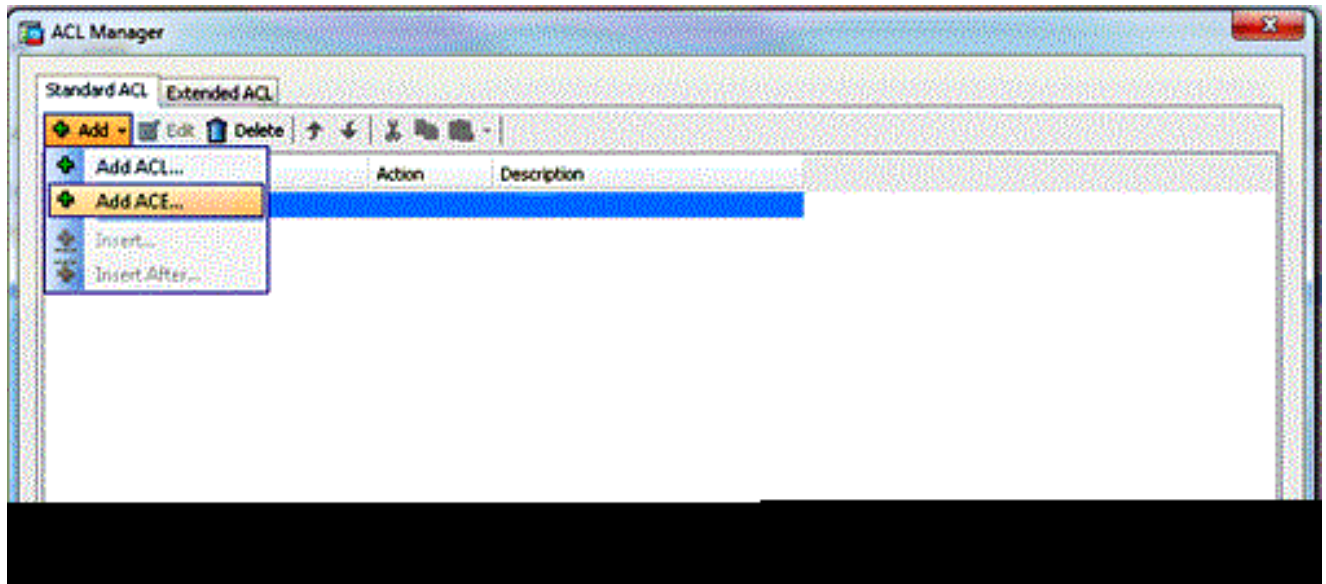 ACL Manager
Standard ACL Extended ACL
Add Edit Delete
Add ACL...
Action Description
Add ACE...
Insert...
Insert After...